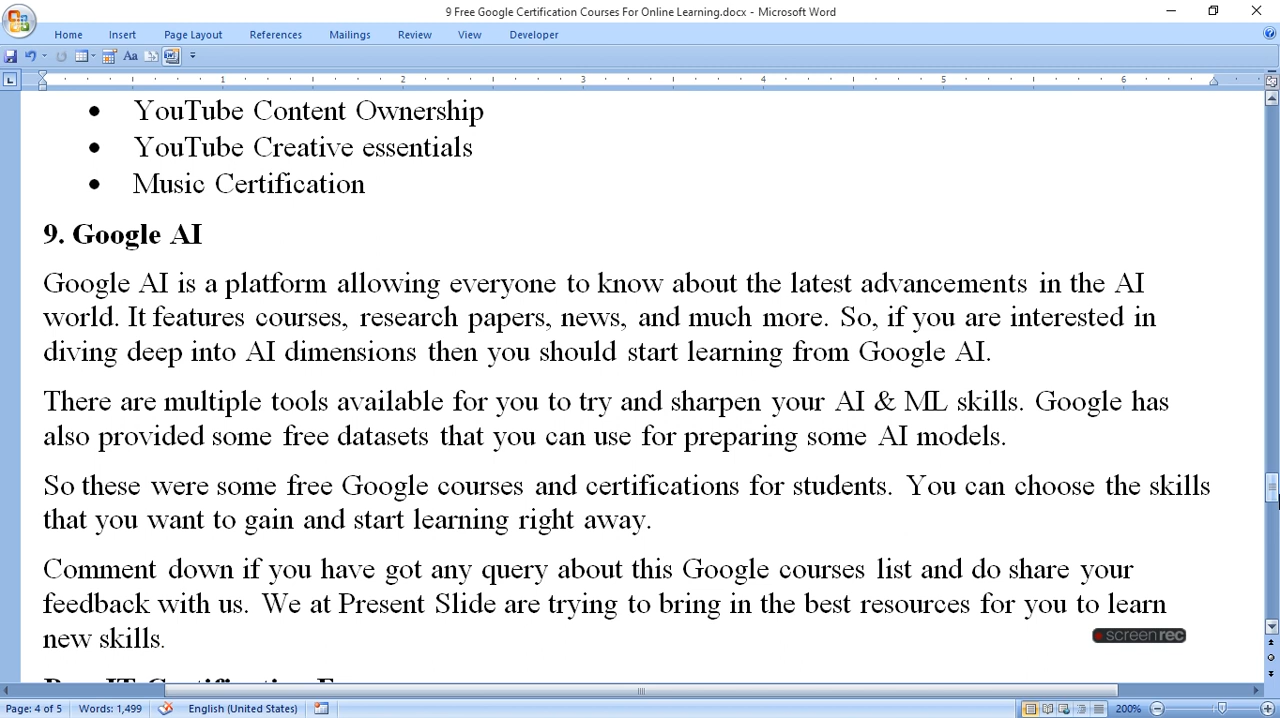 9 Free Google Certification Courses For Online Learning.docx - Microsoft Word
Home Insert Page Layout References Mailings Review View Developer
Aa
1 2 3 4 5 6
• YouTube Content Ownership
• YouTube Creative essentials
• Music Certification
9. Google AI
Google AI is a platform allowing everyone to know about the latest advancements in the AI
world. It features courses, research papers, news, and much more. So, if you are interested in
diving deep into AI dimensions then you should start learning from Google AI.
There are multiple tools available for you to try and sharpen your AI & ML skills. Google has
also provided some free datasets that you can use for preparing some AI models.
So these were some free Google courses and certifications for students. You can choose the skills
that you want to gain and start learning right away.
Comment down if you have got any query about this Google courses list and do share your
feedback with us. We at Present Slide are trying to bring in the best resources for you to learn
new skills.
screenrec
Page: 4 of 5 Words: 1,499 English (United States) 200%